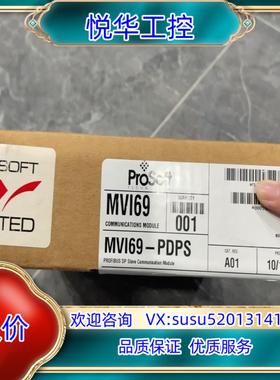 悦华工控
ProSoft
SOFT
MVI69
QUANTITY
001
COMMUNICATIONS MODULE
TED
MVI69-PDPS
PROFIBUS DP Slave Communication Module
A01
10/
价
欢迎咨询 VX:susu52013141
品质保证 优质服务